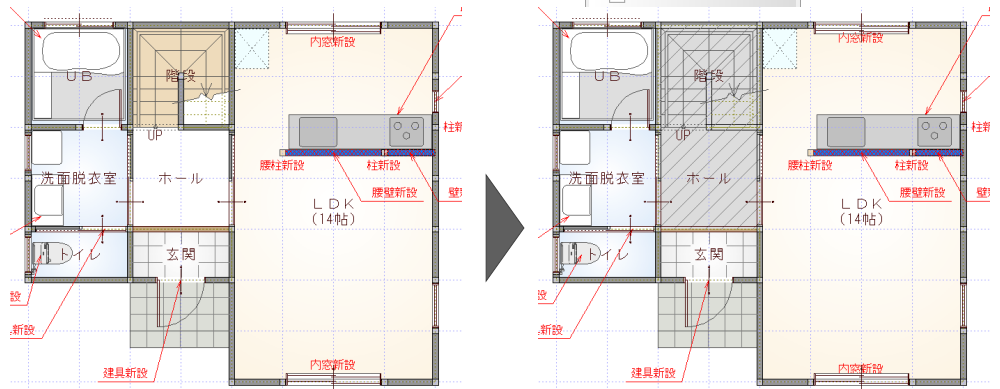 内窓新設
UB
階段
UP
柱新
腰柱新設
柱新設
洗面脱衣室
ホール
腰壁新設
壁
LDK
(14帖)
トイレ
玄関
設
新設
内窓新設
建具新設
内窓新設
UB
階段
UP
柱新
腰柱新設
柱新設
洗面脱衣室
ホール
腰壁新設
壁
LDK
(14帖)
トイレ
玄関
設
新設
内窓新設
建具新設